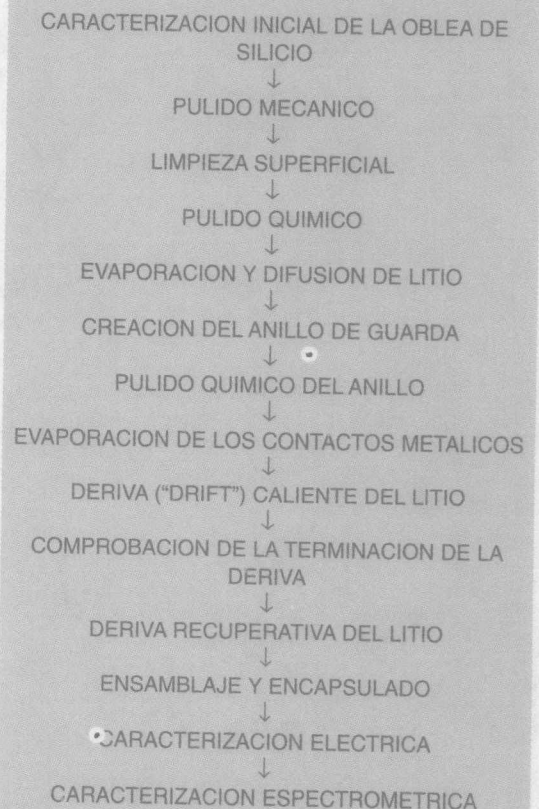 CARACTERIZACION INICIAL DE LA OBLEA DE
SILICIO
↓
PULIDO MECANICO
↓
LIMPIEZA SUPERFICIAL
↓
PULIDO QUIMICO
↓
EVAPORACION Y DIFUSION DE LITIO
↓
CREACION DEL ANILLO DE GUARDA
↓
PULIDO QUIMICO DEL ANILLO
↓
EVAPORACION DE LOS CONTACTOS METALICOS
↓
DERIVA ("DRIFT") CALIENTE DEL LITIO
↓
COMPROBACION DE LA TERMINACION DE LA
DERIVA
↓
DERIVA RECUPERATIVA DEL LITIO
↓
ENSAMBLAJE Y ENCAPSULADO
↓
CARACTERIZACION ELECTRICA
↓
CARACTERIZACION ESPECTROMETRICA